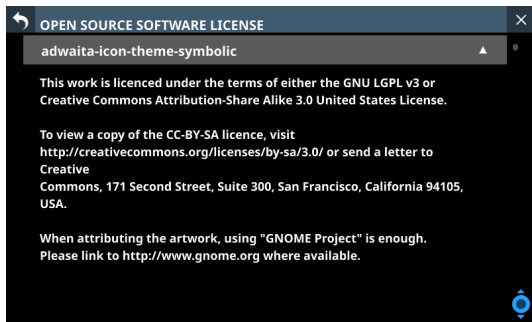 OPEN SOURCE SOFTWARE LICENSE
adwaita-icon-theme-symbolic
This work is licenced under the terms of either the GNU LGPL v3 or
Creative Commons Attribution-Share Alike 3.0 United States License.
To view a copy of the CC-BY-SA licence, visit
http://creativecommons.org/licenses/by-sa/3.0/ or send a letter to
Creative
Commons, 171 Second Street, Suite 300, San Francisco, California 94105,
USA.
When attributing the artwork, using "GNOME Project" is enough.
Please link to http://www.gnome.org where available.